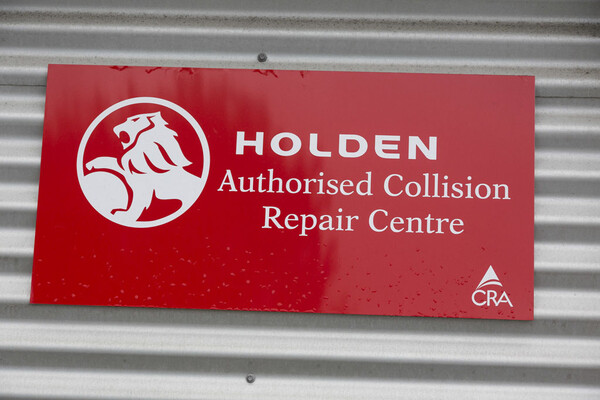 HOLDEN
Authorised Collision
Repair Centre
CRA